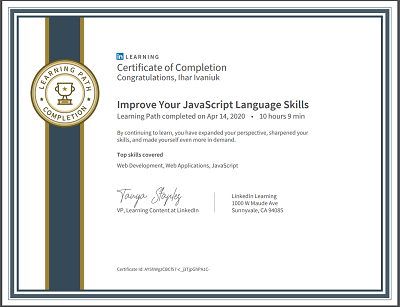 in LEARNING
Certificate of Completion
Congratulations, Ihar Ivaniuk
LEARNING PATH
COMPLETION
Improve Your JavaScript Language Skills
Learning Path completed on Apr 14, 2020 • 10 hours 9 min
By continuing to learn, you have expanded your perspective, sharpened your
skills, and made yourself even more in demand.
Top skills covered
Web Development, Web Applications, JavaScript
Tanya Staples
VP, Learning Content at LinkedIn
LinkedIn Learning
1000 W Maude Ave
Sunnyvale, CA 94085
Certificate Id: